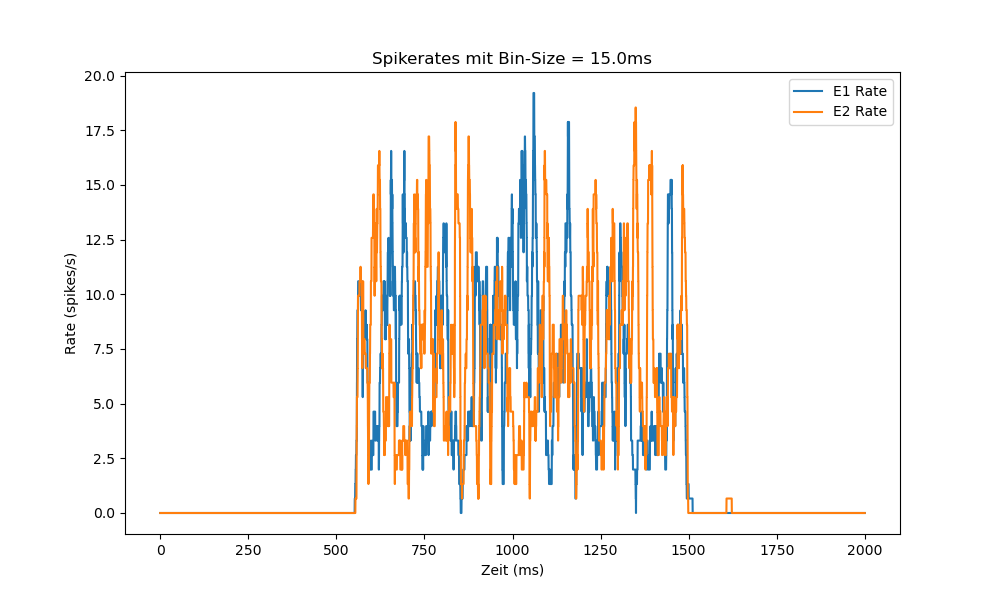 Spikerates mit Bin-Size = 15.0ms
E1 Rate
E2 Rate
20.0
17.5
15.0
12.5
10.0
7.5
5.0
2.5
0.0
Rate (spikes/s)
0 250 500 750 1000 1250 1500 1750 2000
Zeit (ms)